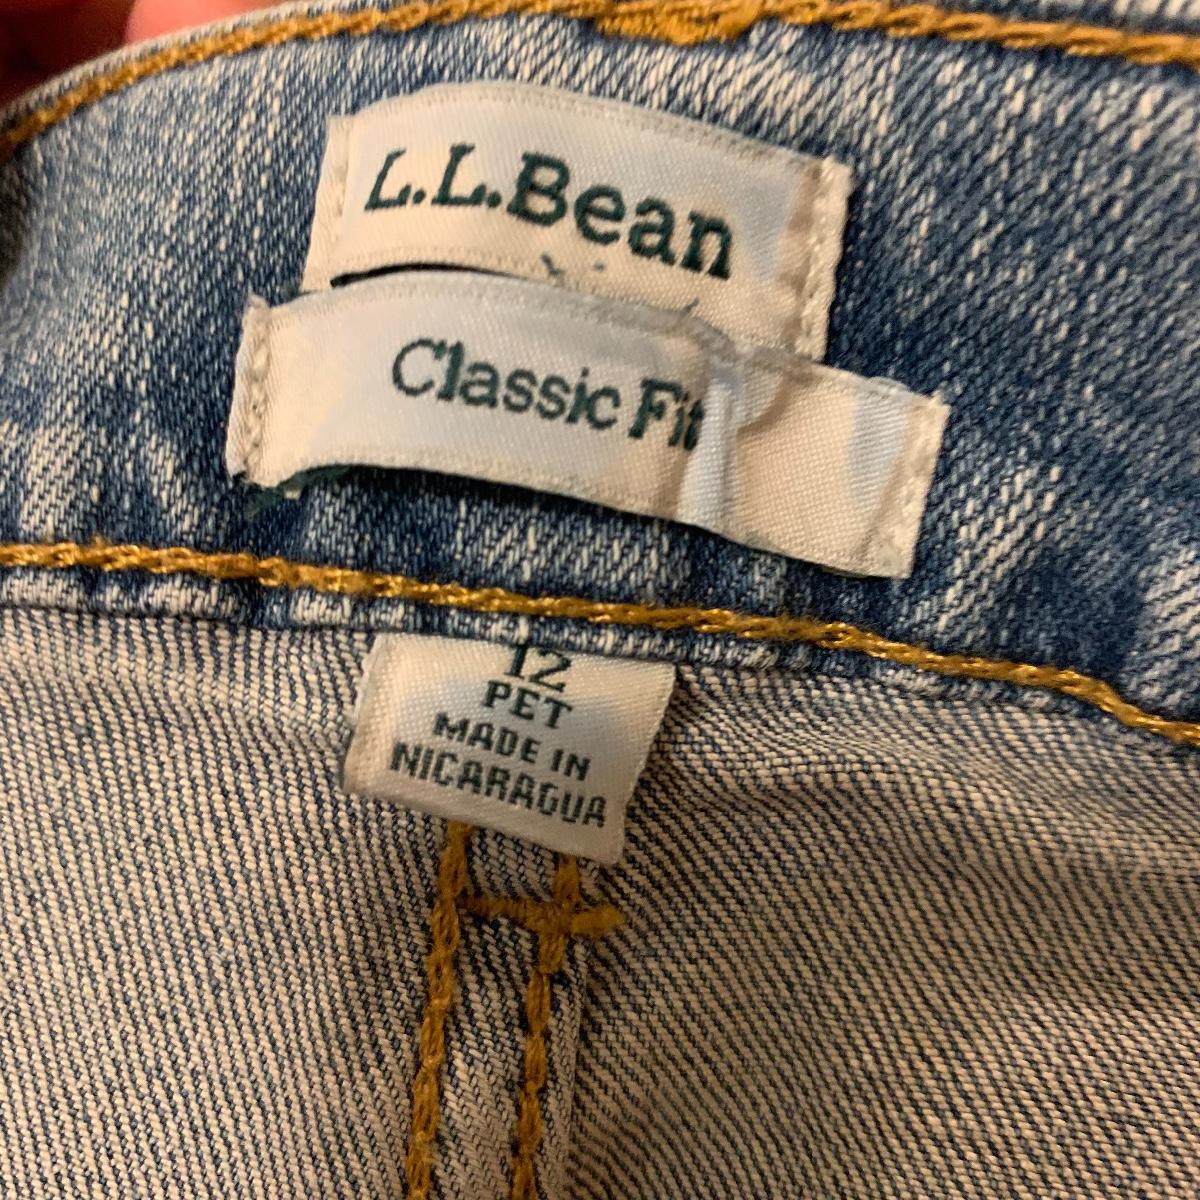 L.L.Bean
Classic Fit
12
PET
MADE IN
NICARAGUA